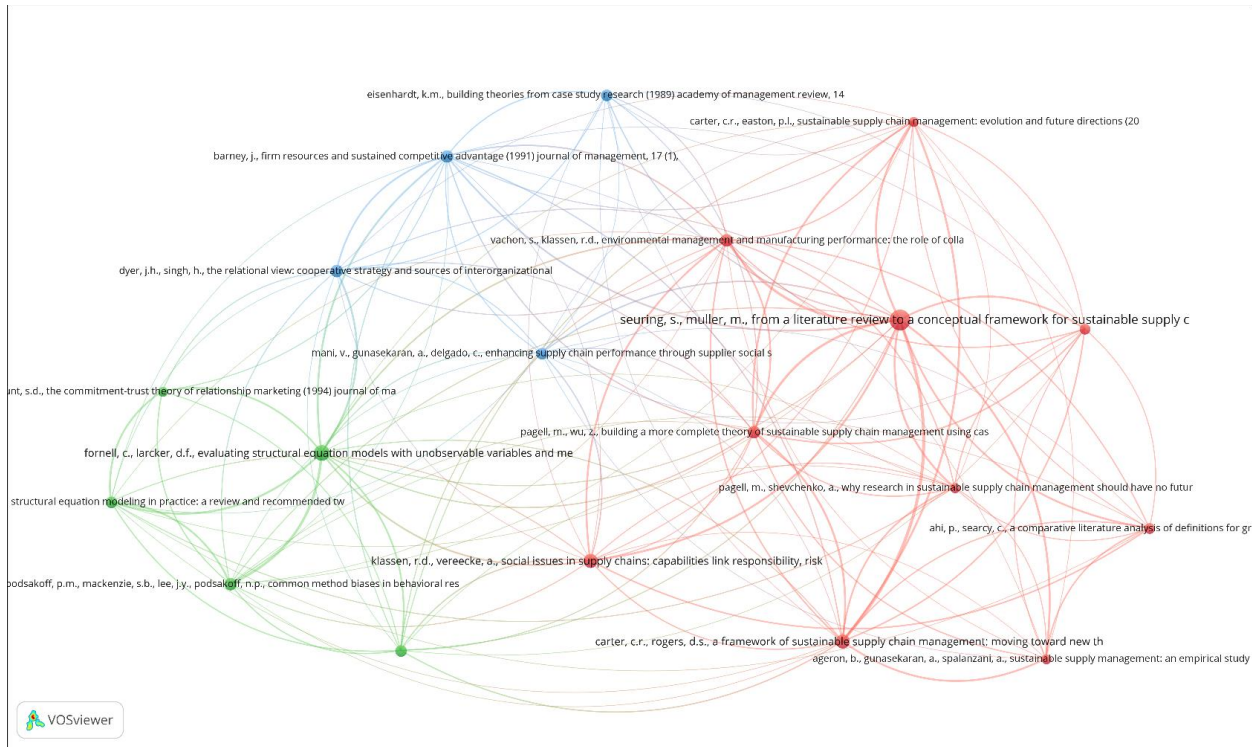 eisenhardt, k.m., building theories from case study research (1989) academy of management review, 14
carter, c.r., easton, p.l., sustainable supply chain management: evolution and future directions (20
barney, j., firm resources and sustained competitive advantage (1991) journal of management, 17 (1),
vachon, s., klassen, r.d., environmental management and manufacturing performance: the role of colla
dyer, j.h., singh, h., the relational view: cooperative strategy and sources of interorganizational
seuring, s., muller, m., from a literature review to a conceptual framework for sustainable supply c
mani, v., gunasekaran, a., delgado, c., enhancing supply chain performance through supplier social s
unt, s.d., the commitment-trust theory of relationship marketing (1994) journal of ma
pagell, m., wu, z., building a more complete theory of sustainable supply chain management using cas
fornell, c., larcker, d.f., evaluating structural equation models with unobservable variables and me
pagell, m., shevchenko, a., why research in sustainable supply chain management should have no futur
structural equation modeling in practice: a review and recommended tw
ahi, p., searcy, c., a comparative literature analysis of definitions for gr
klassen, r.d., vereecke, a., social issues in supply chains: capabilities link responsibility, risk
podsakoff, p.m., mackenzie, s.b., lee, j.y., podsakoff, n.p., common method biases in behavioral res
carter, c.r., rogers, d.s., a framework of sustainable supply chain management: moving toward new th
ageron, b., gunasekaran, a., spalanzani, a., sustainable supply management: an empirical study
VOSviewer